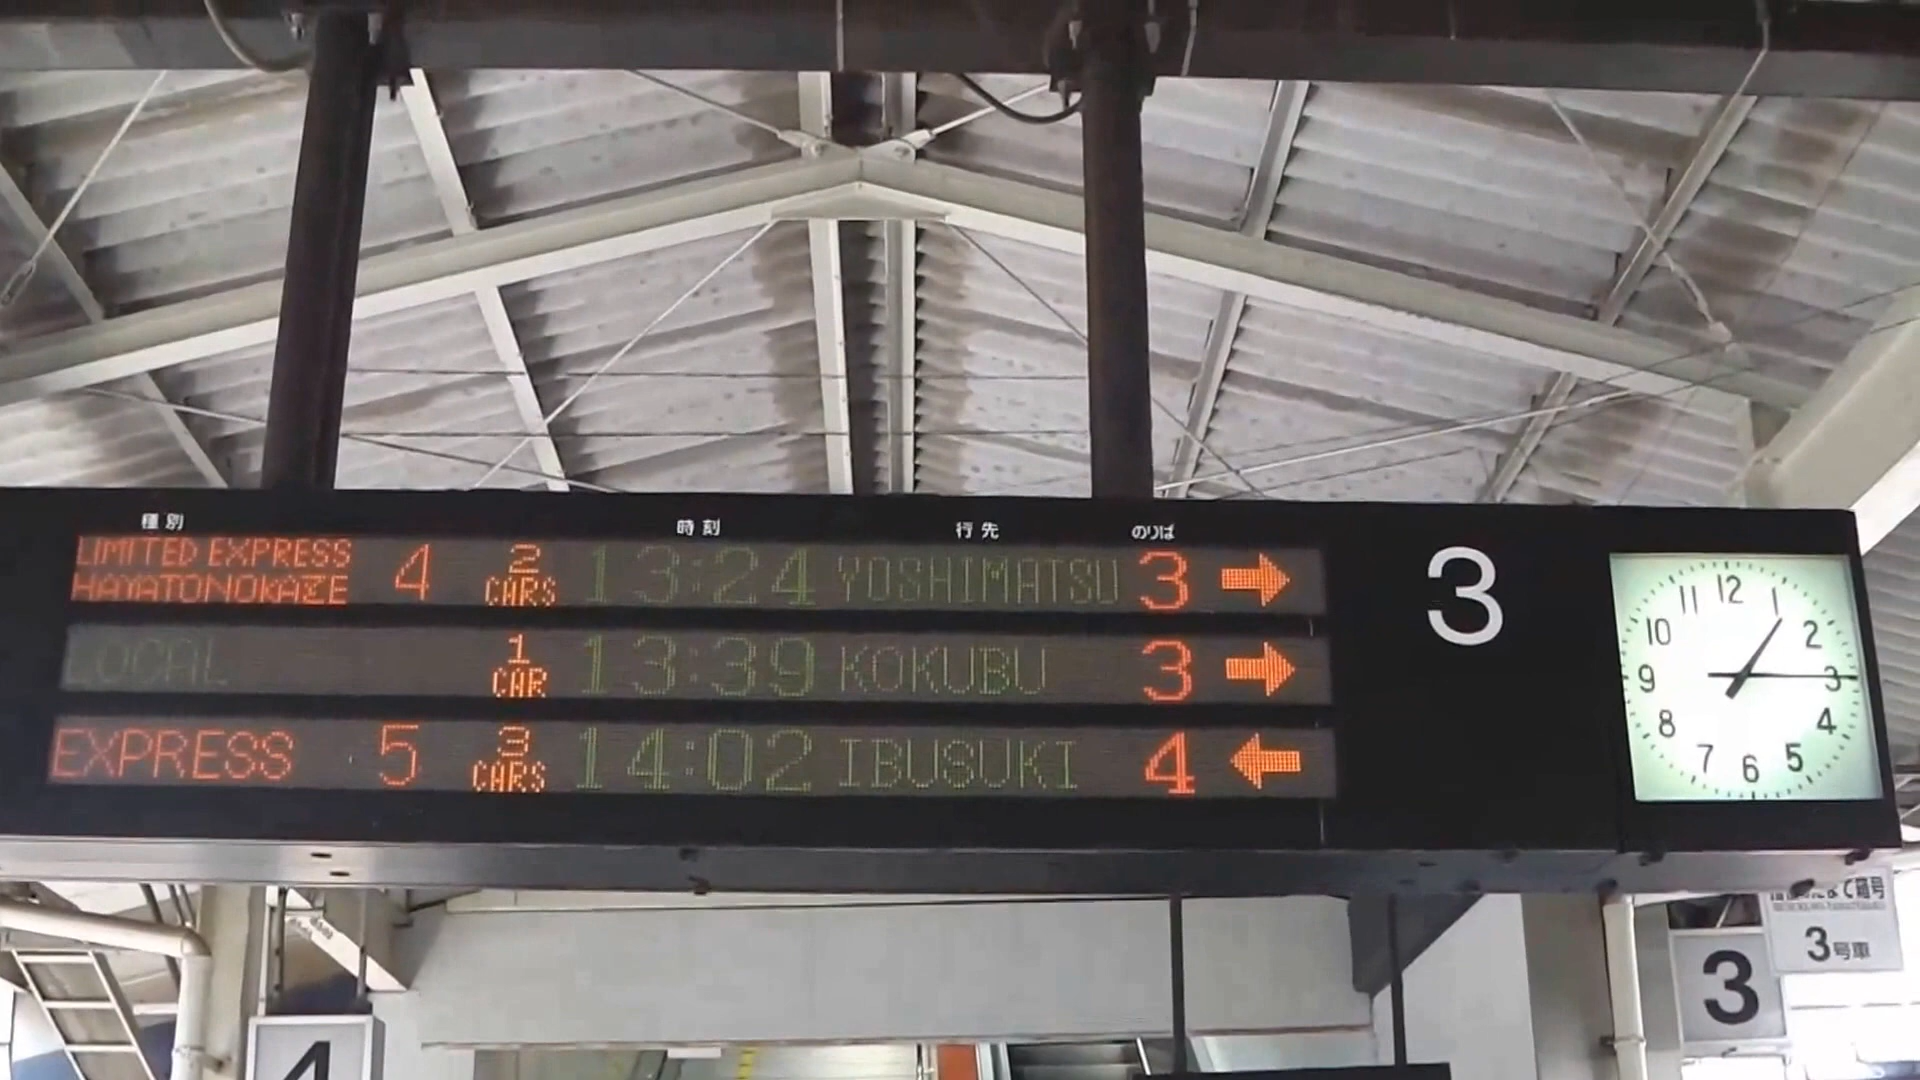 種別 時刻 行先 のりば
LIMITED EXPRESS
HAYATONOKAZE 4 2 CARS 13:24 YOSHIMATSU 3 →
LOCAL 1 CAR 13:39 KOKUBU 3 →
EXPRESS 5 3 CARS 14:02 IBUSUKI 4 ←
3
12 1 2 3 4 5 6 7 8 9 10 11
3号車
3
4